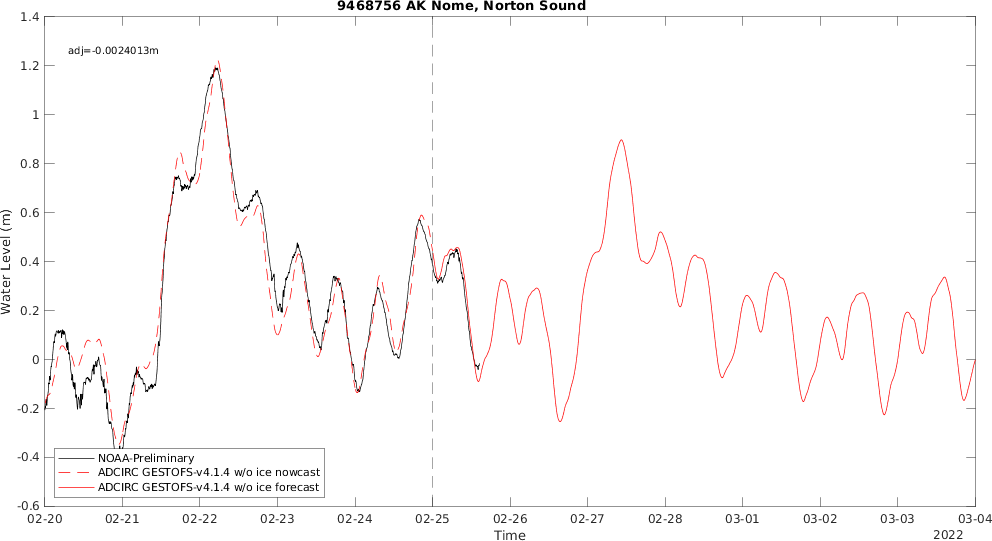 9468756 AK Nome, Norton Sound
adj=-0.0024013m
1.4
1.2
1
0.8
0.6
0.4
0.2
0
-0.2
-0.4
-0.6
Water Level (m)
NOAA-Preliminary
ADCIRC GESTOFS-v4.1.4 w/o ice nowcast
ADCIRC GESTOFS-v4.1.4 w/o ice forecast
02-20 02-21 02-22 02-23 02-24 02-25 02-26 02-27 02-28 03-01 03-02 03-03 03-04
Time
2022